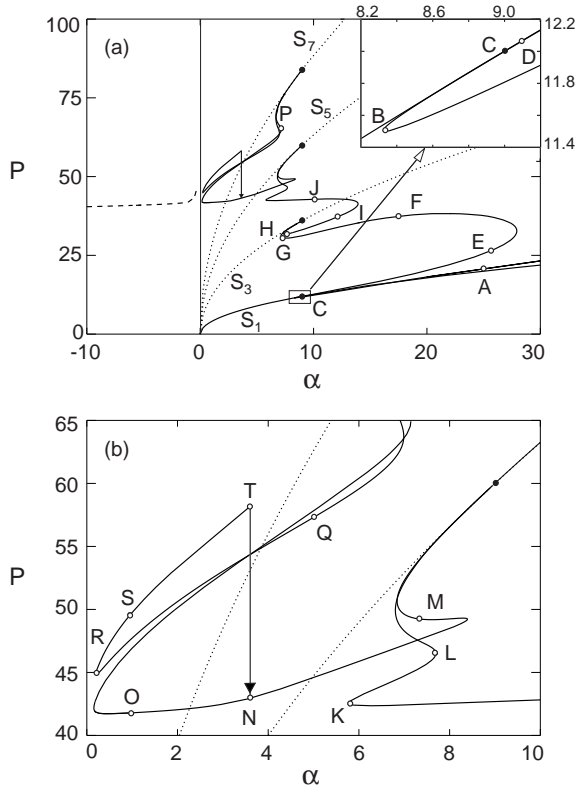 8.2 8.6 9.0
100
(a)
S7
12.2
C
D
11.8
B
11.4
75
P
S5
P
50
J
F
I
H
G
25
E
S3
A
S1
C
0
-10 0 10 20 30
α
65
(b)
60
T
Q
55
P
S
M
50
R
L
45
O
N
K
40
0 2 4 6 8 10
α